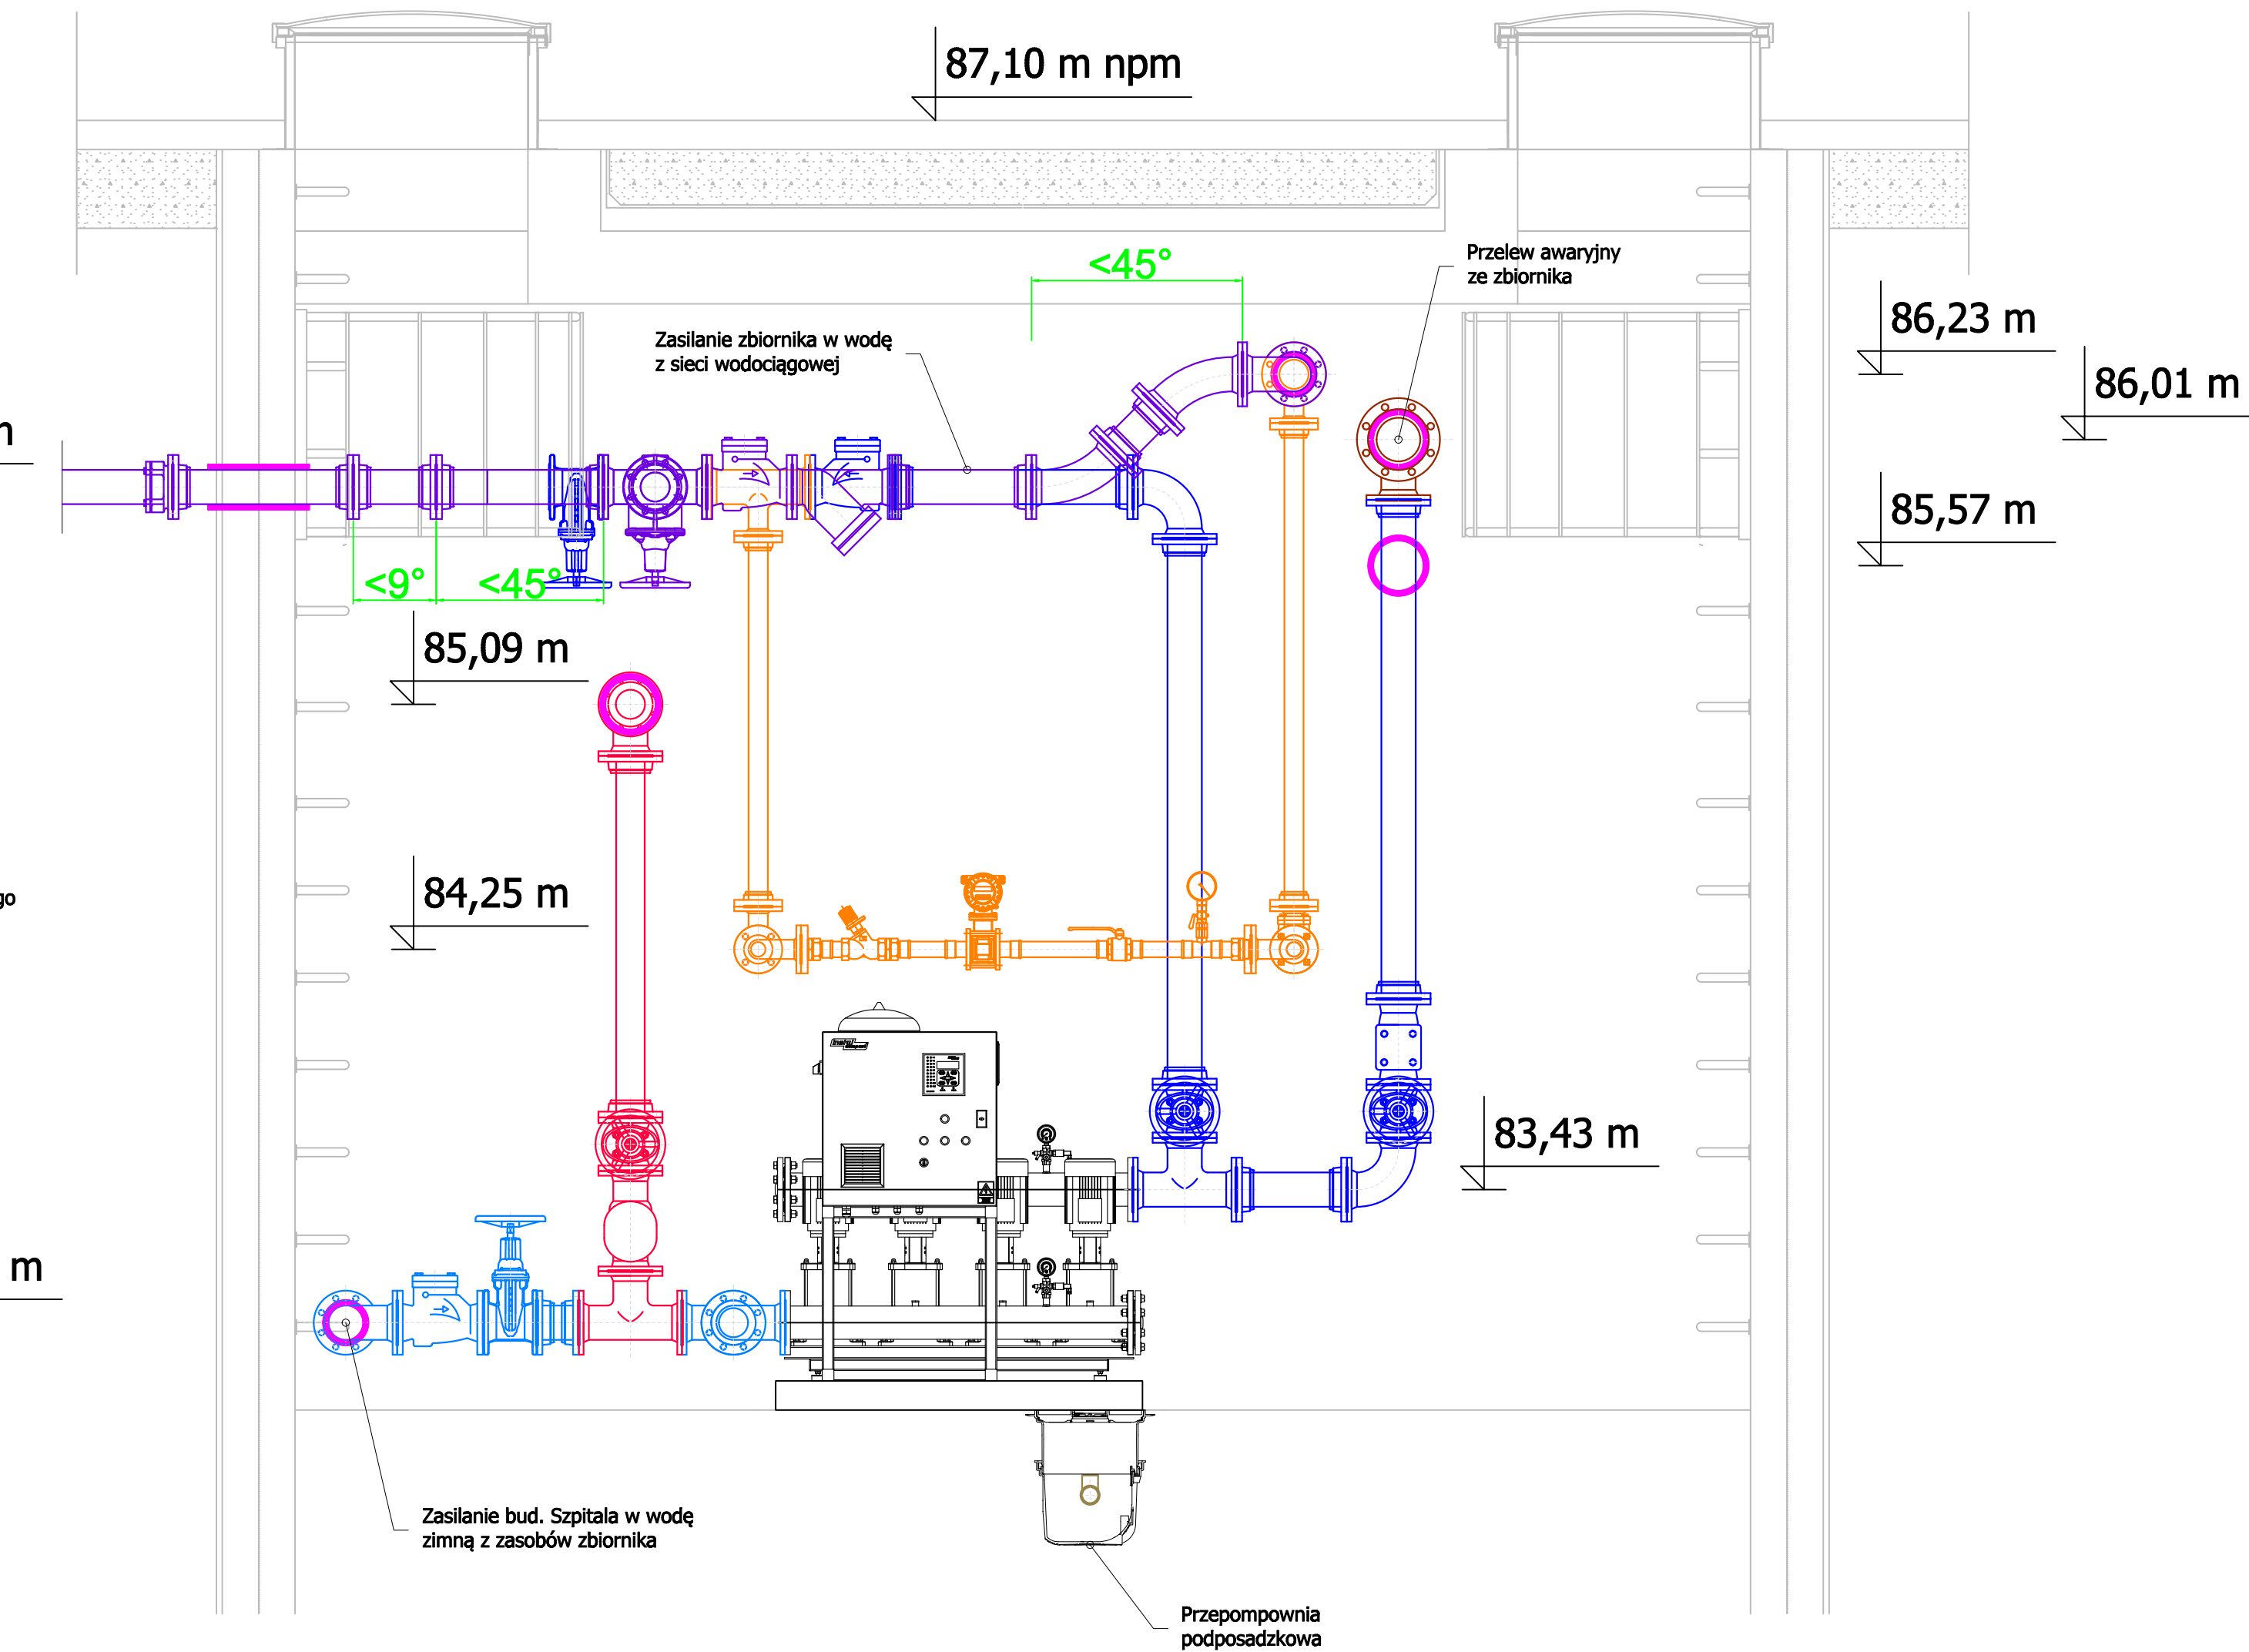 87,10 m npm
<45°
Przelew awaryjny
ze zbiornika
86,23 m
Zasilanie zbiornika w wodę
z sieci wodociągowej
86,01 m
m
85,57 m
<9°
<45°
85,09 m
84,25 m
go
83,43 m
m
Zasilanie bud. Szpitala w wodę
zimną z zasobów zbiornika
Przepompownia
podposadzkowa